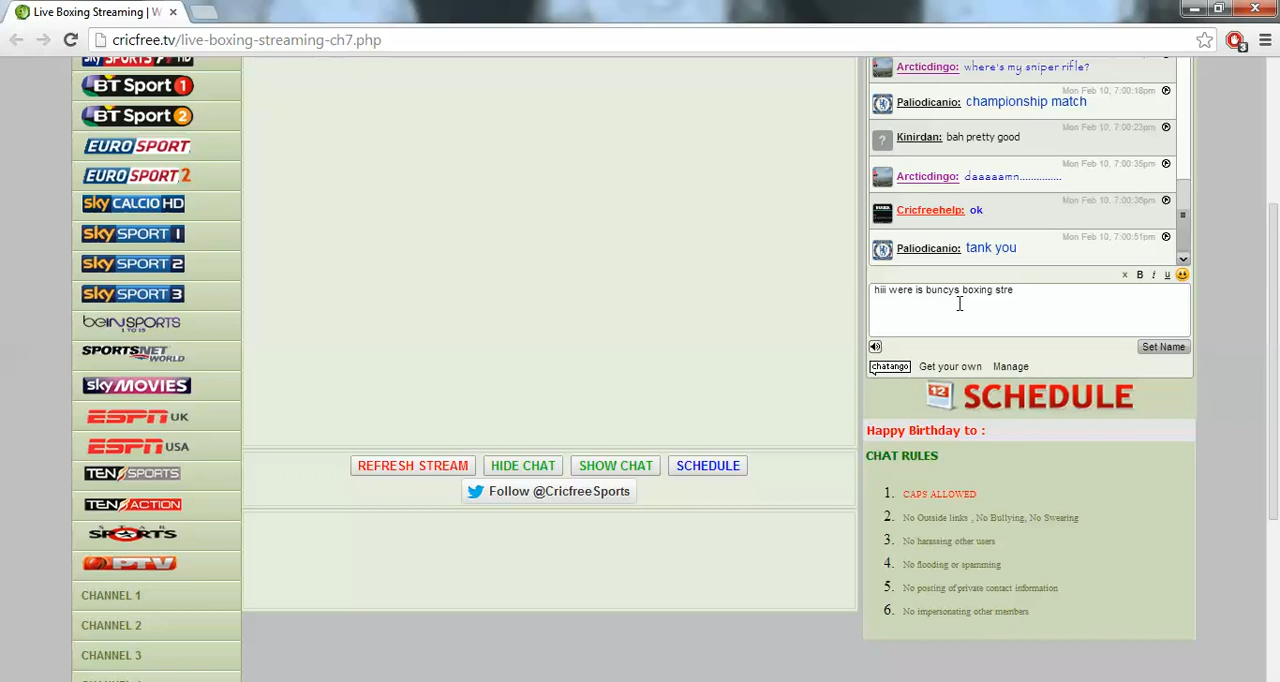 Live Boxing Streaming | W
cricfree.tv/live-boxing-streaming-ch7.php
3
BT Sport 1
BT Sport 2
EUROSPORT
EUROSPORT 2
sky CALCIO HD
sky SPORT 1
sky SPORT 2
sky SPORT 3
beIN SPORTS
1 TO 15
SPORTSNET
WORLD
sky MOVIES
ESPN UK
ESPN USA
TEN SPORTS
TEN ACTION
STAR
SPORTS
PTV
CHANNEL 1
CHANNEL 2
CHANNEL 3
REFRESH STREAM HIDE CHAT SHOW CHAT SCHEDULE
Follow @CricfreeSports
Arcticdingo: where's my sniper rifle?
Mon Feb 10, 7:00:18pm
Paliodicanio: championship match
Mon Feb 10, 7:00:23pm
Kinirdan: bah pretty good
Mon Feb 10, 7:00:35pm
Arcticdingo: daaaaamn..............
Mon Feb 10, 7:00:36pm
Cricfreehelp: ok
Mon Feb 10, 7:00:51pm
Paliodicanio: tank you
x B i u
hiii were is buncys boxing stre
Set Name
chatango Get your own Manage
12 SCHEDULE
Happy Birthday to :
CHAT RULES
1. CAPS ALLOWED
2. No Outside links , No Bullying, No Swearing
3. No harassing other users
4. No flooding or spamming
5. No posting of private contact information
6. No impersonating other members